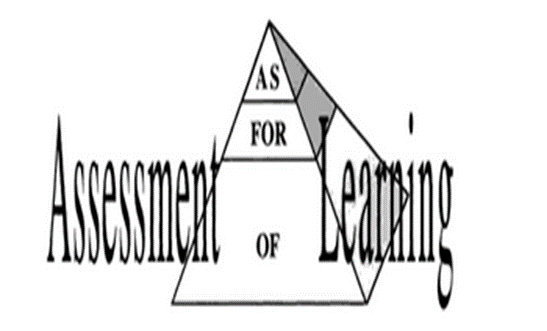 AS
FOR
Assessment OF Learning